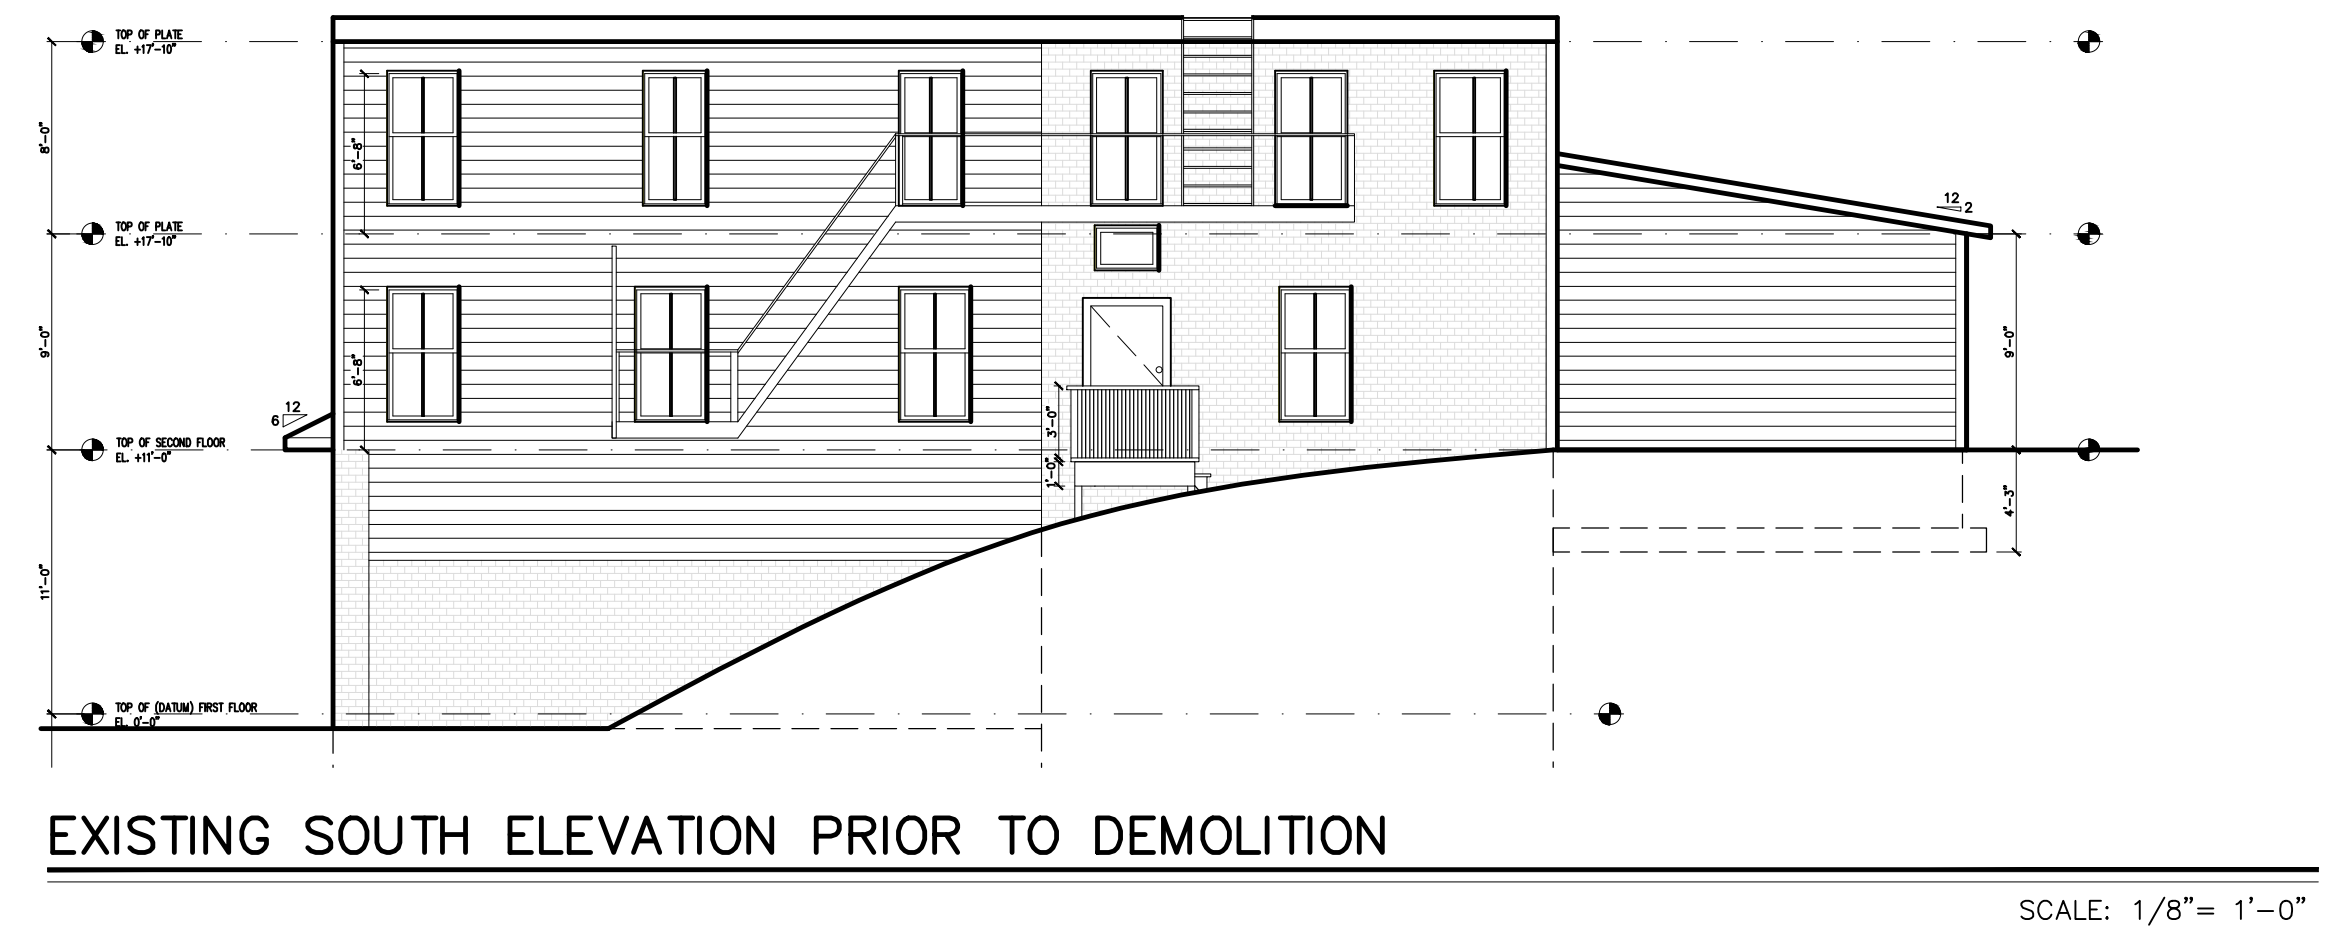 TOP OF PLATE
EL. +17'-10"
8'-0"
6'-8"
12
2
TOP OF PLATE
EL. +17'-10"
9'-0"
6'-8"
9'-0"
12
6
3'-0"
TOP OF SECOND FLOOR
EL. +11'-0"
1'-0"
4'-3"
11'-0"
TOP OF (DATUM) FIRST FLOOR
EL. 0'-0"
EXISTING SOUTH ELEVATION PRIOR TO DEMOLITION
SCALE: 1/8"= 1'-0"